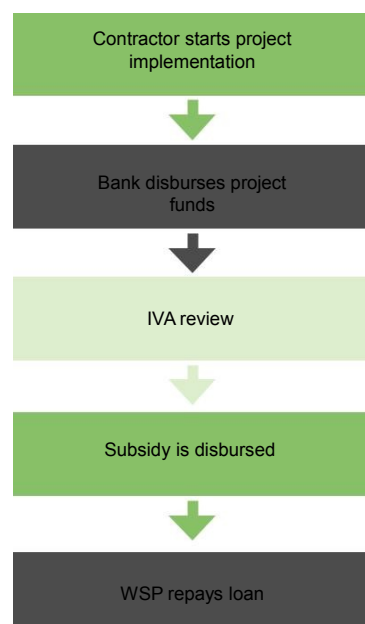 Contractor starts project
implementation
Bank disburses project
funds
IVA review
Subsidy is disbursed
WSP repays loan